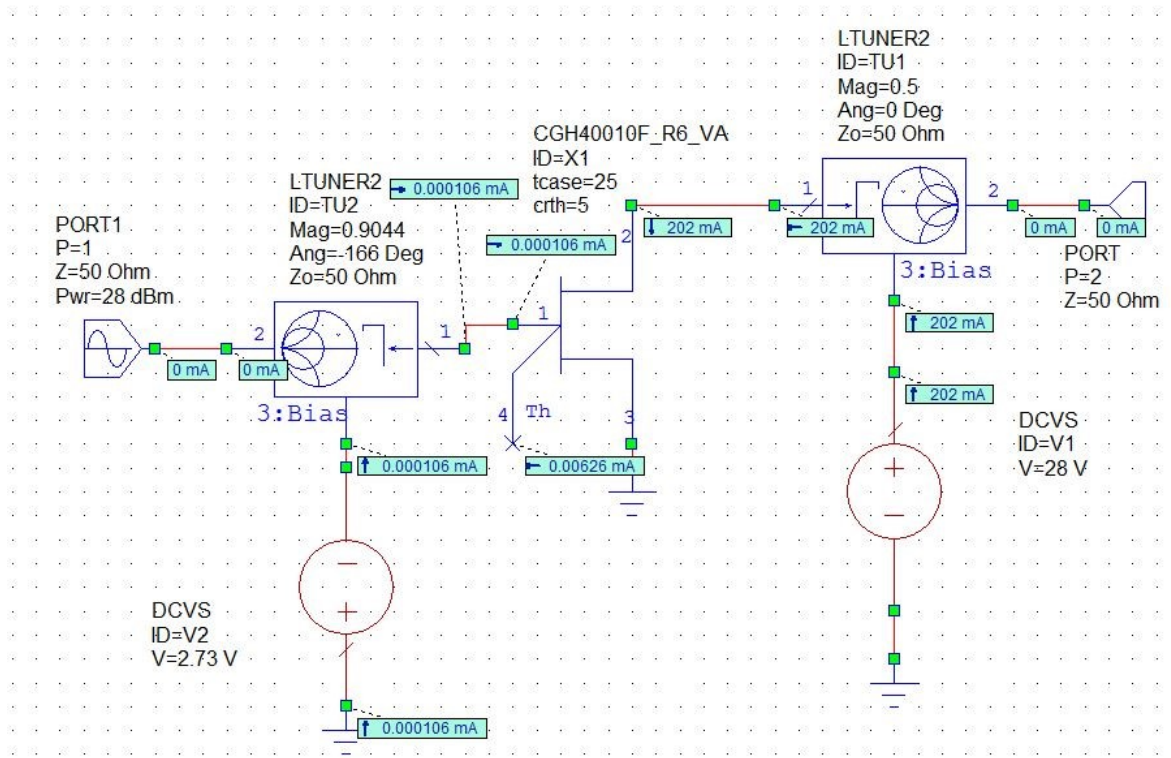 LTUNER2
ID=TU1
Mag=0.5
Ang=0 Deg
Zo=50 Ohm
CGH40010F_R6_VA
ID=X1
tcase=25
crth=5
LTUNER2
ID=TU2
Mag=0.9044
Ang=-166 Deg
Zo=50 Ohm
0.000106 mA
0.000106 mA
PORT1
P=1
Z=50 Ohm
Pwr=28 dBm
1
2
2
202 mA
202 mA
0 mA
0 mA
PORT
P=2
Z=50 Ohm
3:Bias
202 mA
2
1
1
0 mA
0 mA
202 mA
3:Bias
4
Th
3
0.000106 mA
0.00626 mA
DCVS
ID=V1
V=28 V
DCVS
ID=V2
V=2.73 V
0.000106 mA